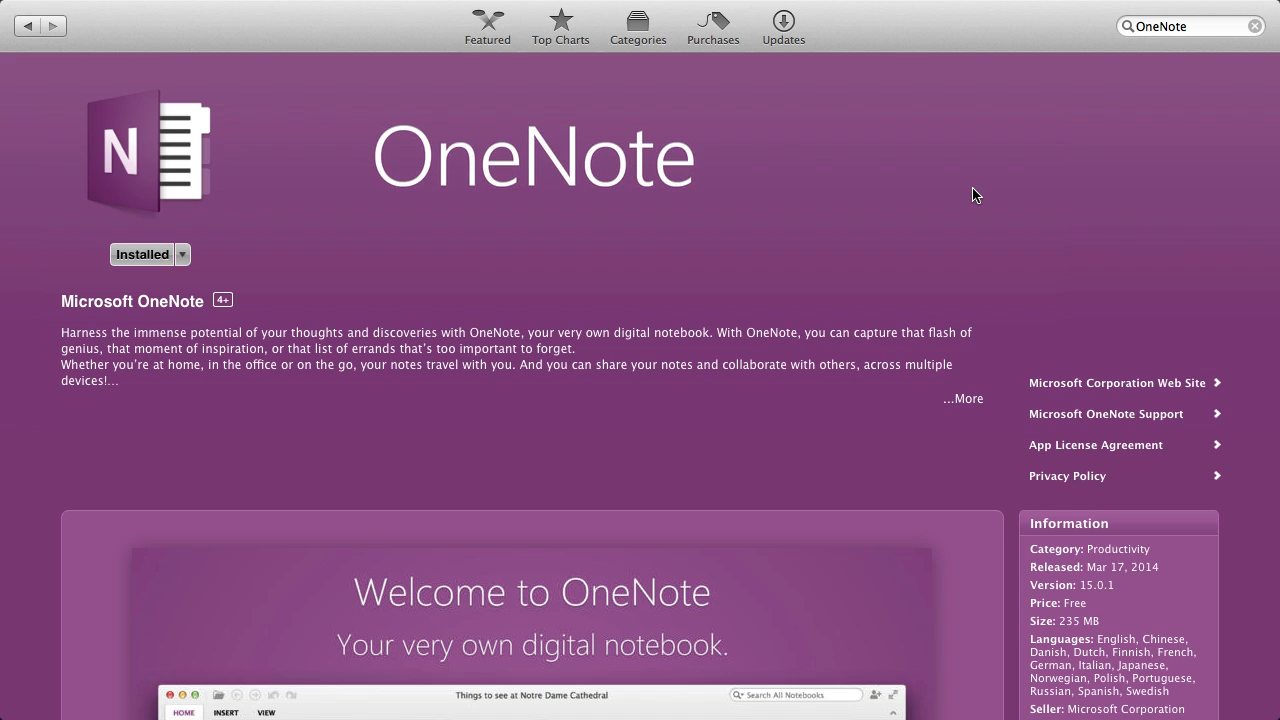 Featured
Top Charts
Categories
Purchases
Updates
OneNote
N
OneNote
Installed
Microsoft OneNote 4+
Harness the immense potential of your thoughts and discoveries with OneNote, your very own digital notebook. With OneNote, you can capture that flash of
genius, that moment of inspiration, or that list of errands that's too important to forget.
Whether you're at home, in the office or on the go, your notes travel with you. And you can share your notes and collaborate with others, across multiple
devices!...
...More
Microsoft Corporation Web Site
Microsoft OneNote Support
App License Agreement
Privacy Policy
Welcome to OneNote
Your very own digital notebook.
Things to see at Notre Dame Cathedral
Search All Notebooks
HOME INSERT VIEW
Information
Category: Productivity
Released: Mar 17, 2014
Version: 15.0.1
Price: Free
Size: 235 MB
Languages: English, Chinese,
Danish, Dutch, Finnish, French,
German, Italian, Japanese,
Norwegian, Polish, Portuguese,
Russian, Spanish, Swedish
Seller: Microsoft Corporation